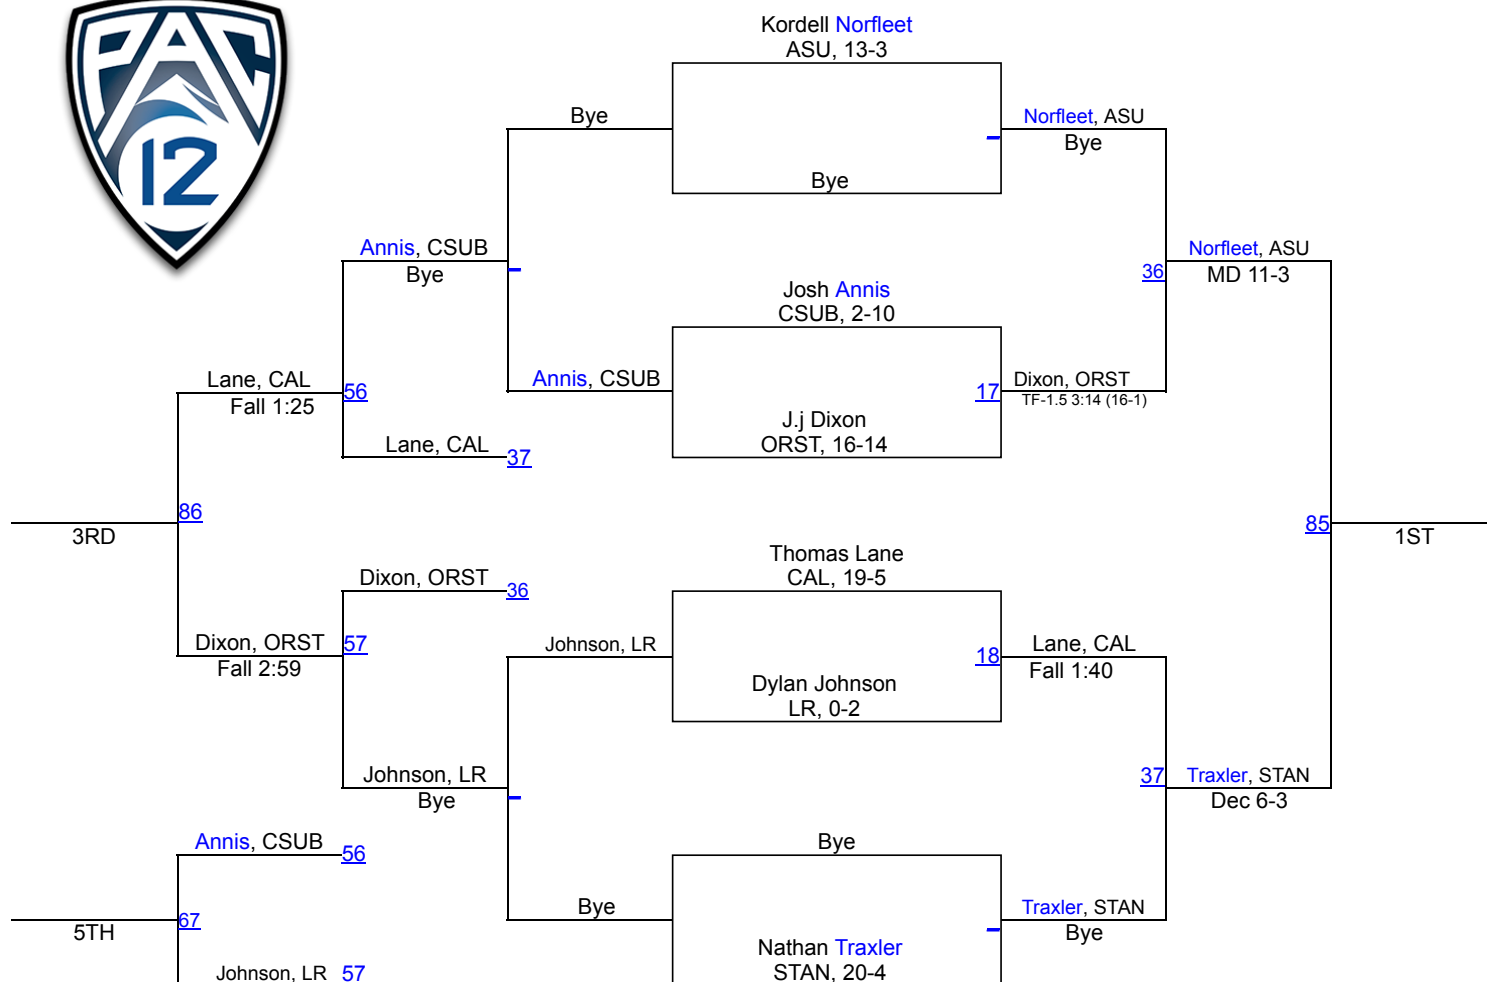 PAC
12
Kordell Norfleet
ASU, 13-3
Bye
Norfleet, ASU
Bye
Bye
Annis, CSUB
Bye
Norfleet, ASU
36
MD 11-3
Josh Annis
CSUB, 2-10
Lane, CAL
Fall 1:25
56
Annis, CSUB
17
Dixon, ORST
TF-1.5 3:14 (16-1)
J.j Dixon
ORST, 16-14
Lane, CAL
37
86
3RD
85
1ST
Thomas Lane
CAL, 19-5
Dixon, ORST
36
Dixon, ORST
57
Fall 2:59
Johnson, LR
18
Lane, CAL
Fall 1:40
Dylan Johnson
LR, 0-2
Johnson, LR
Bye
37
Traxler, STAN
Dec 6-3
Annis, CSUB
56
Bye
67
5TH
Bye
Traxler, STAN
Bye
Nathan Traxler
STAN, 20-4
Johnson, LR
57